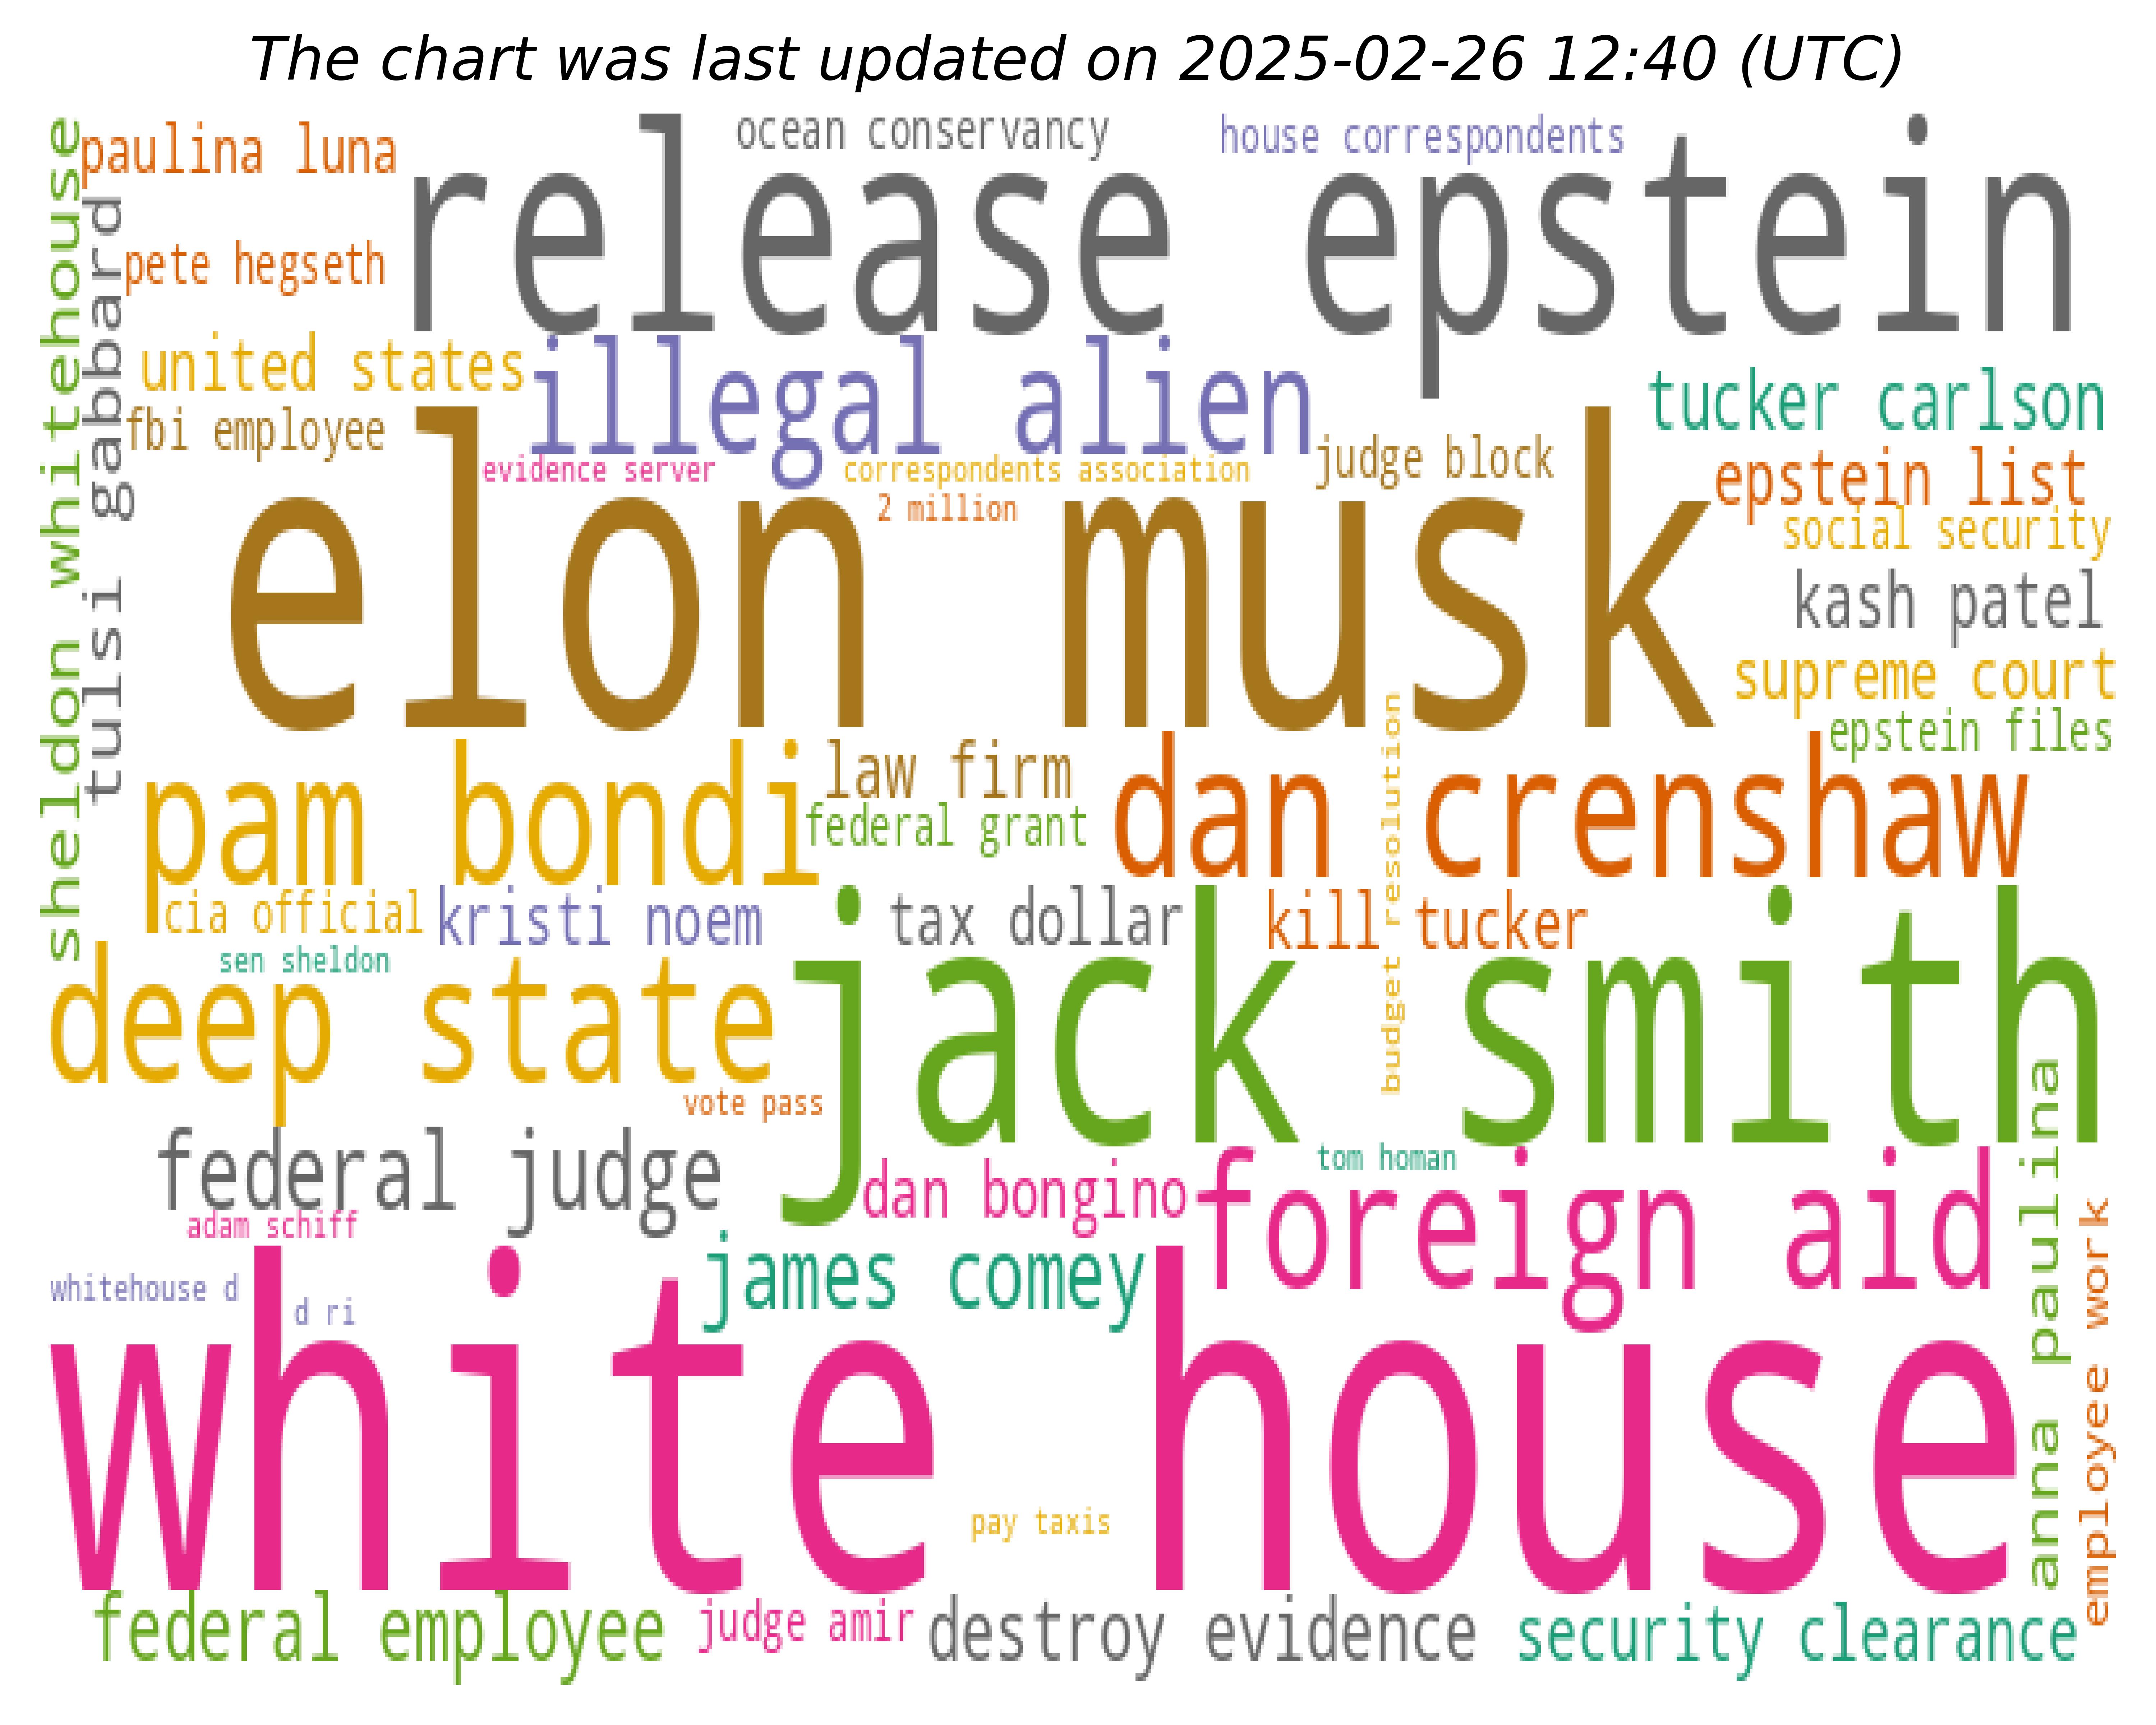 The chart was last updated on 2025-02-26 12:40 (UTC)
sheldon whitehouse
paulina luna
ocean conservancy
house correspondents
release epstein
tulsi gabbard
pete hegseth
united states
illegal alien
tucker carlson
fbi employee
evidence server
correspondents association
judge block
epstein list
2 million
social security
elon musk
kash patel
supreme court
epstein files
budget resolution
pam bondi
law firm
federal grant
dan crenshaw
cia official
kristi noem
tax dollar
kill tucker
sen sheldon
deep state
jack smith
vote pass
federal judge
dan bongino
tom homan
foreign aid
anna paulina
adam schiff
james comey
employee work
whitehouse d
d ri
white house
pay taxis
federal employee
judge amir
destroy evidence
security clearance